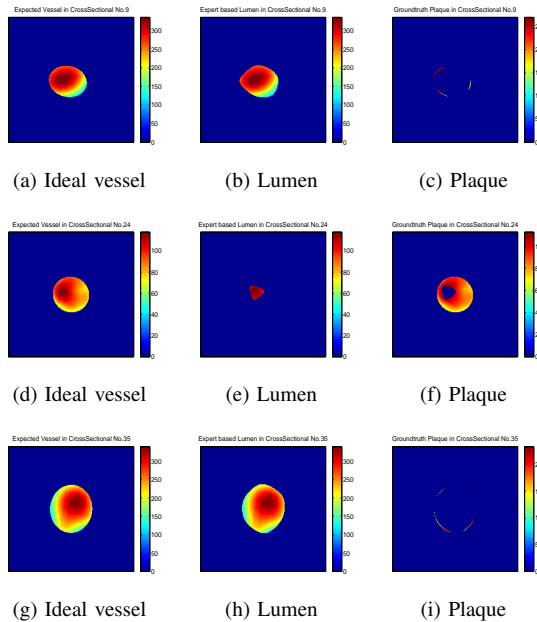 Expected Vessel in CrossSectional No.9
Expert based Lumen in CrossSectional No.9
Groundtruth Plaque in CrossSectional No.9
300
250
200
150
100
50
0
300
250
200
150
100
50
0
(a) Ideal vessel
(b) Lumen
(c) Plaque
Expected Vessel in CrossSectional No.24
Expert based Lumen in CrossSectional No.24
Groundtruth Plaque in CrossSectional No.24
100
80
60
40
20
0
100
80
60
40
20
0
(d) Ideal vessel
(e) Lumen
(f) Plaque
Expected Vessel in CrossSectional No.35
Expert based Lumen in CrossSectional No.35
Groundtruth Plaque in CrossSectional No.35
300
250
200
150
100
50
0
300
250
200
150
100
50
0
(g) Ideal vessel
(h) Lumen
(i) Plaque